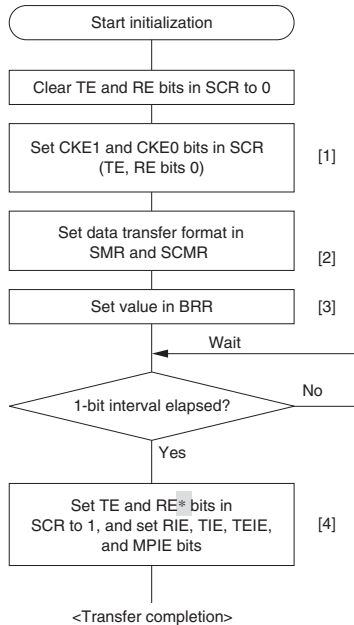 Start initialization
Clear TE and RE bits in SCR to 0
Set CKE1 and CKE0 bits in SCR
(TE, RE bits 0)
[1]
Set data transfer format in
SMR and SCMR
[2]
Set value in BRR
[3]
Wait
1-bit interval elapsed?
No
Yes
Set TE and RE* bits in
SCR to 1, and set RIE, TIE, TEIE,
and MPIE bits
[4]
<Transfer completion>